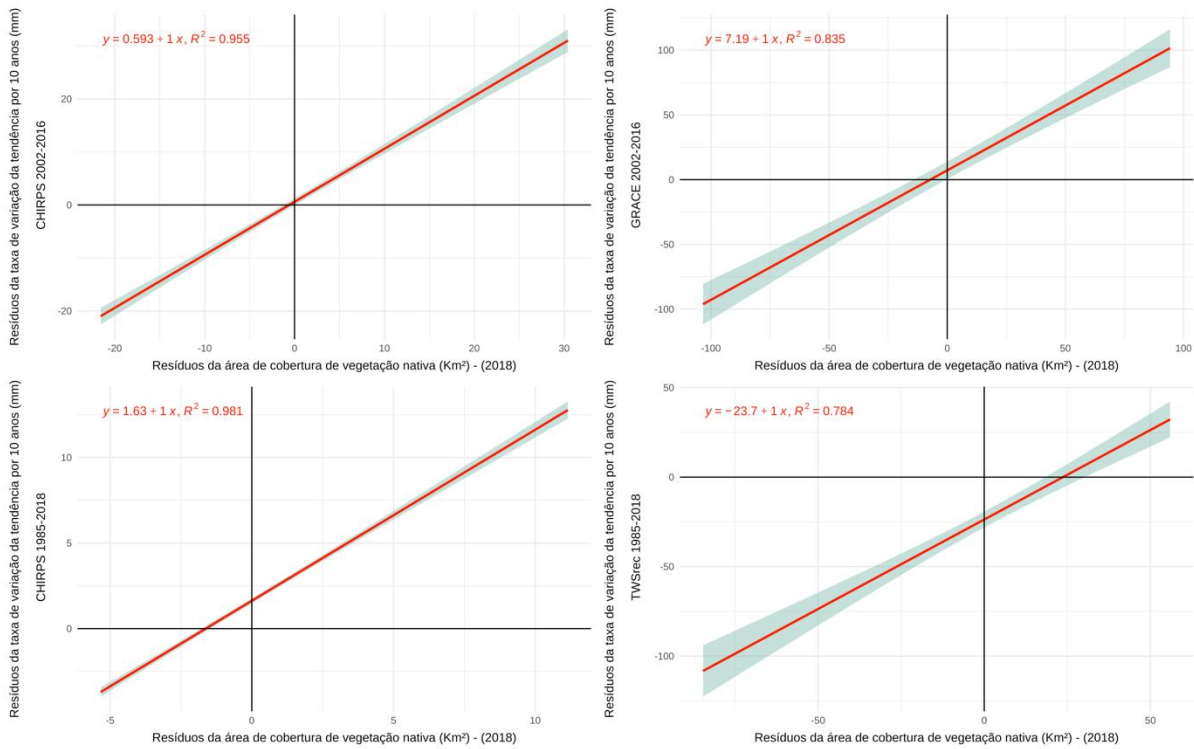 y = 0.593 + 1 x, R² = 0.955
20
0
-20
-20
-10
0
10
20
30
Resíduos da taxa de variação da tendência por 10 anos (mm)
CHIRPS 2002-2016
Resíduos da área de cobertura de vegetação nativa (Km²) - (2018)
y = 7.19 + 1 x, R² = 0.835
100
50
0
-50
-100
-100
-50
0
50
100
Resíduos da taxa de variação da tendência por 10 anos (mm)
GRACE 2002-2016
Resíduos da área de cobertura de vegetação nativa (Km²) - (2018)
y = 1.63 + 1 x, R² = 0.981
10
5
0
-5
0
5
10
Resíduos da taxa de variação da tendência por 10 anos (mm)
CHIRPS 1985-2018
Resíduos da área de cobertura de vegetação nativa (Km²) - (2018)
y = −23.7 + 1 x, R² = 0.784
50
0
-50
-100
-50
0
50
Resíduos da taxa de variação da tendência por 10 anos (mm)
TWSrec 1985-2018
Resíduos da área de cobertura de vegetação nativa (Km²) - (2018)